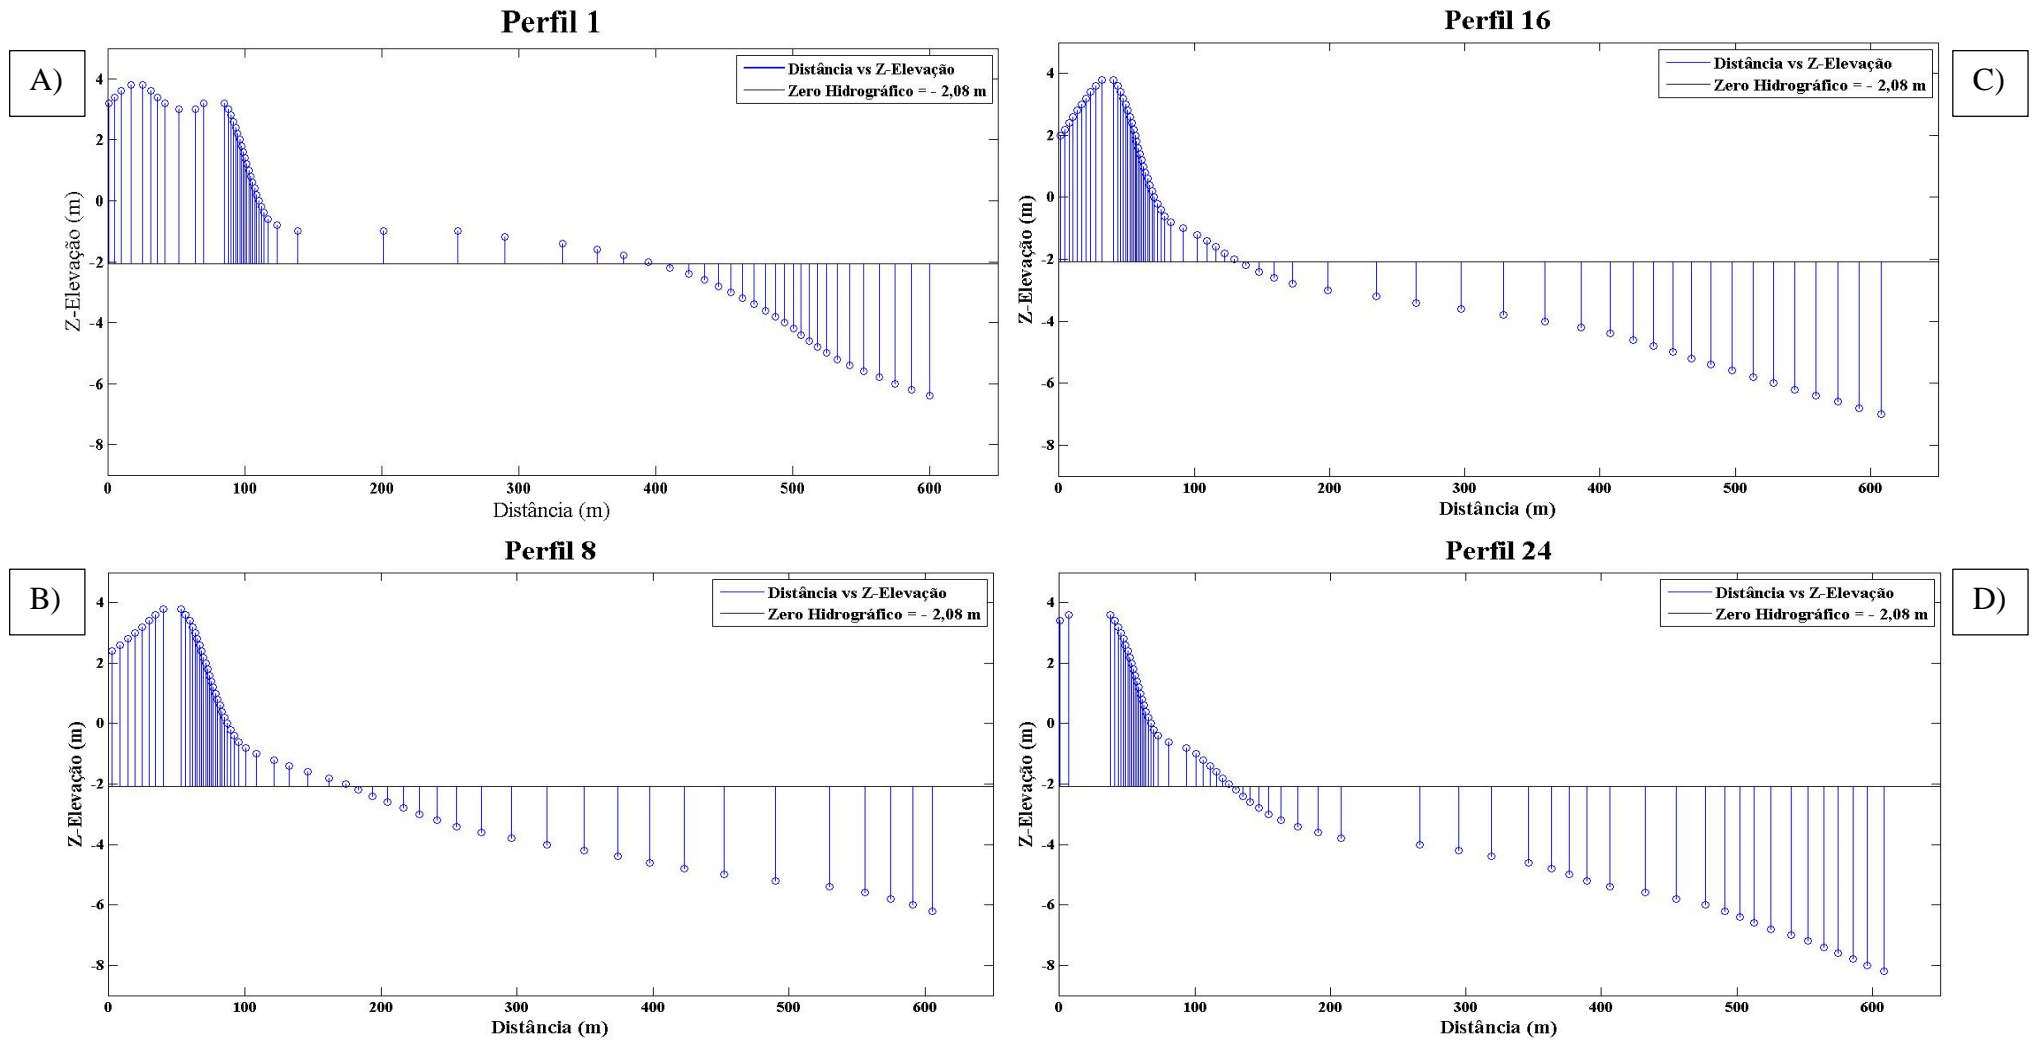 Perfil 1
A)
Distância vs Z-Elevação
Zero Hidrográfico = - 2,08 m
Z-Elevação (m)
4
2
0
-2
-4
-6
-8
0 100 200 300 400 500 600
Distância (m)
Perfil 16
C)
Distância vs Z-Elevação
Zero Hidrográfico = - 2,08 m
Z-Elevação (m)
4
2
0
-2
-4
-6
-8
0 100 200 300 400 500 600
Distância (m)
Perfil 8
B)
Distância vs Z-Elevação
Zero Hidrográfico = - 2,08 m
Z-Elevação (m)
4
2
0
-2
-4
-6
-8
0 100 200 300 400 500 600
Distância (m)
Perfil 24
D)
Distância vs Z-Elevação
Zero Hidrográfico = - 2,08 m
Z-Elevação (m)
4
2
0
-2
-4
-6
-8
0 100 200 300 400 500 600
Distância (m)